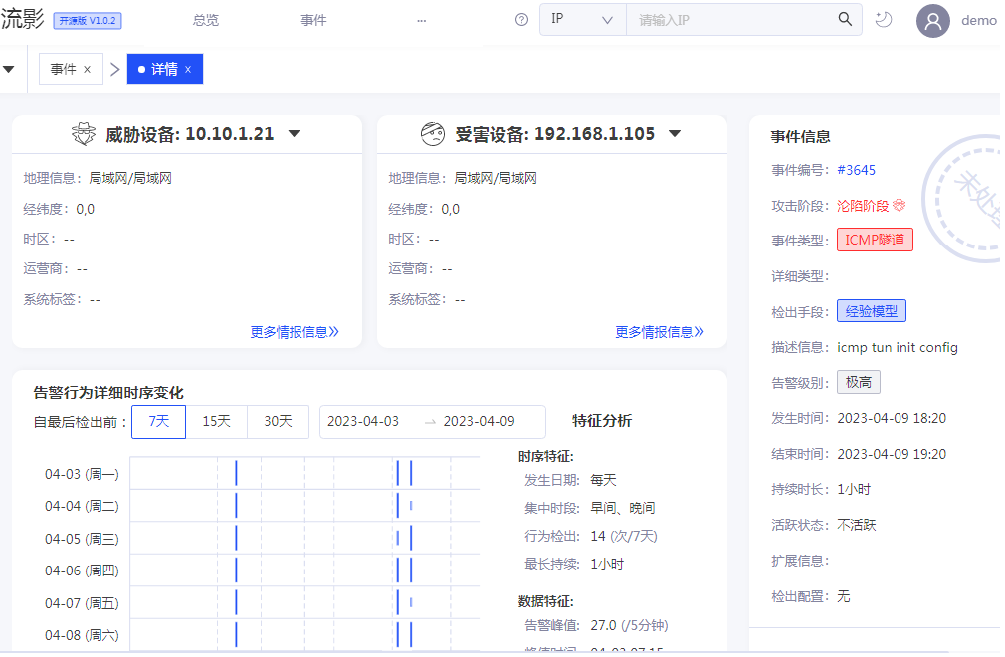 流影 开源版 V1.0.2 总览 事件 ... IP 请输入IP demo
事件 x 详情 x
威胁设备: 10.10.1.21
地理信息: 局域网/局域网
经纬度: 0,0
时区: --
运营商: --
系统标签: --
更多情报信息
受害设备: 192.168.1.105
地理信息: 局域网/局域网
经纬度: 0,0
时区: --
运营商: --
系统标签: --
更多情报信息
告警行为详细时序变化
自最后检出前 : 7天 15天 30天 2023-04-03 → 2023-04-09
04-03 (周一)
04-04 (周二)
04-05 (周三)
04-06 (周四)
04-07 (周五)
04-08 (周六)
特征分析
时序特征:
发生日期: 每天
集中时段: 早间、晚间
行为检出: 14 (次/7天)
最长持续: 1小时
数据特征:
告警峰值: 27.0 (/5分钟)
峰值时间: 04-03 07:15
事件信息
未处理
事件编号: #3645
攻击阶段: 沦陷阶段
事件类型: ICMP隧道
详细类型:
检出手段: 经验模型
描述信息: icmp tun init config
告警级别: 极高
发生时间: 2023-04-09 18:20
结束时间: 2023-04-09 19:20
持续时长: 1小时
活跃状态: 不活跃
扩展信息:
检出配置: 无